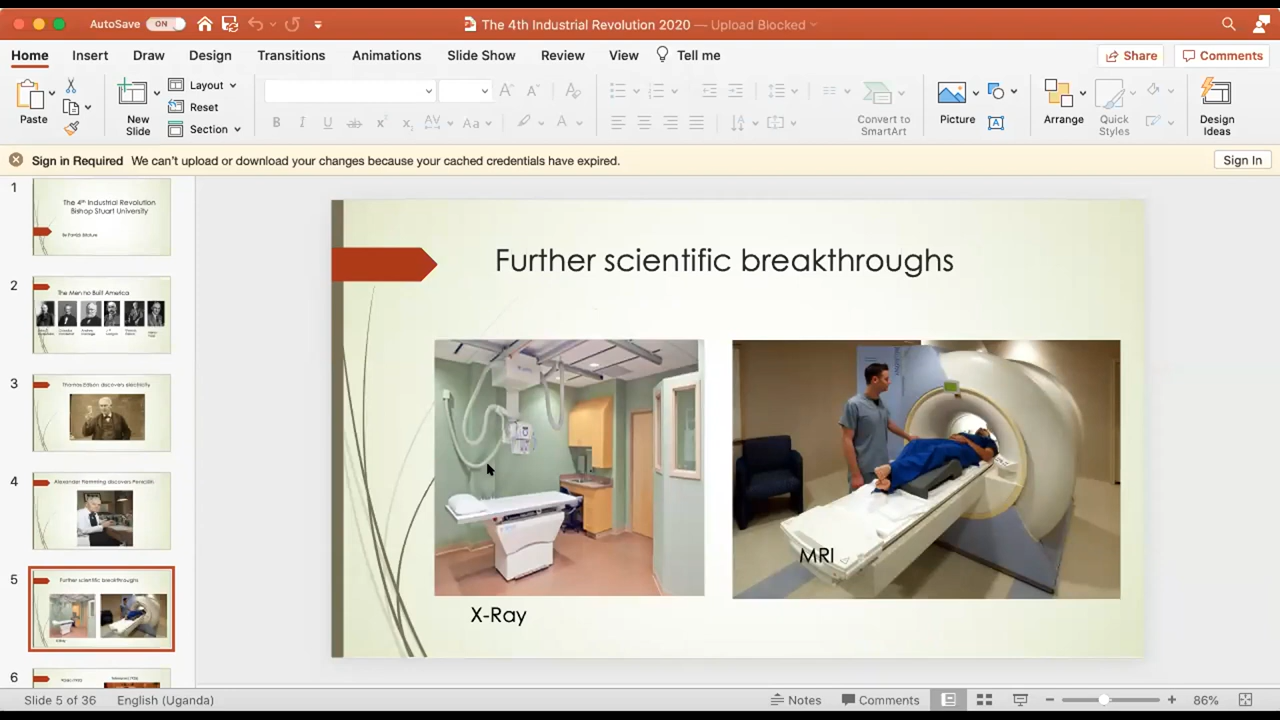 AutoSave ON
The 4th Industrial Revolution 2020 — Upload Blocked
Home Insert Draw Design Transitions Animations Slide Show Review View Tell me Share Comments
Paste
New Slide
Layout
Reset
Section
Convert to SmartArt
Picture
Arrange
Quick Styles
Design Ideas
Sign in Required We can't upload or download your changes because your cached credentials have expired. Sign In
1
The 4th Industrial Revolution
Bishop Stuart University
2
The Men ho Built America
3
Thomas Edison discovers electricity
4
Alexander Flemming discovers Penicillin
5
Further scientific breakthroughs
X-Ray
6
Further scientific breakthroughs
MRI
X-Ray
Slide 5 of 36 English (Uganda) Notes Comments 86%